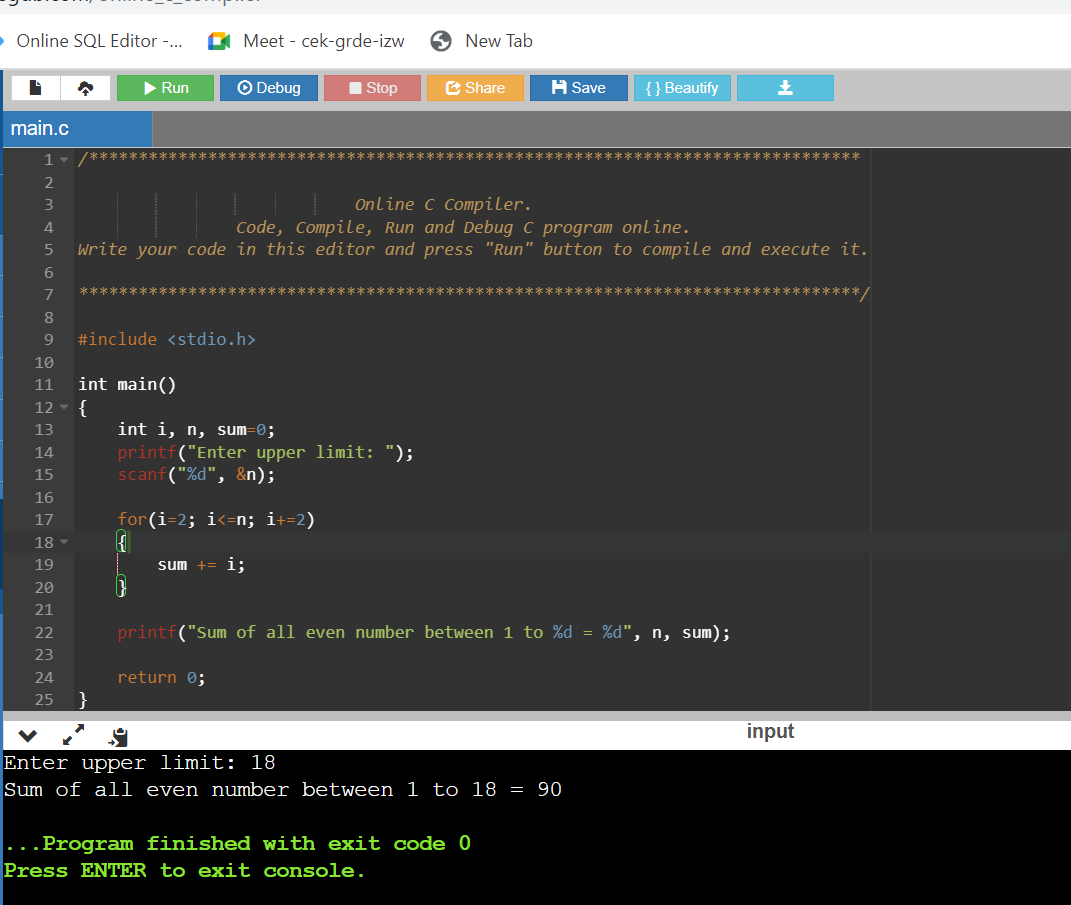 Online SQL Editor -... Meet - cek-grde-izw New Tab
Run Debug Stop Share Save { } Beautify
main.c
1 /******************************************************************************
2
3 Online C Compiler.
4 Code, Compile, Run and Debug C program online.
5 Write your code in this editor and press "Run" button to compile and execute it.
6
7 *******************************************************************************/
8
9 #include <stdio.h>
10
11 int main()
12 {
13 int i, n, sum=0;
14 printf("Enter upper limit: ");
15 scanf("%d", &n);
16
17 for(i=2; i<=n; i+=2)
18 {
19 sum += i;
20 }
21
22 printf("Sum of all even number between 1 to %d = %d", n, sum);
23
24 return 0;
25 }
input
Enter upper limit: 18
Sum of all even number between 1 to 18 = 90
...Program finished with exit code 0
Press ENTER to exit console.